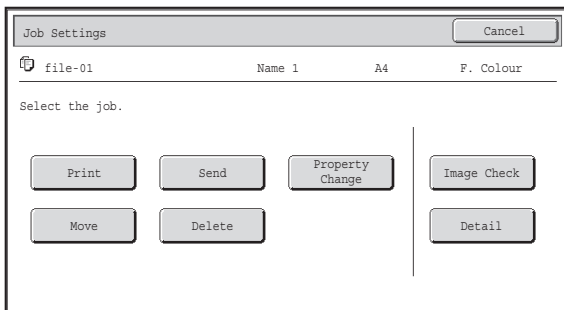 Job Settings Cancel
file-01 Name 1 A4 F. Colour
Select the job.
Print Send Property Change Image Check
Move Delete Detail